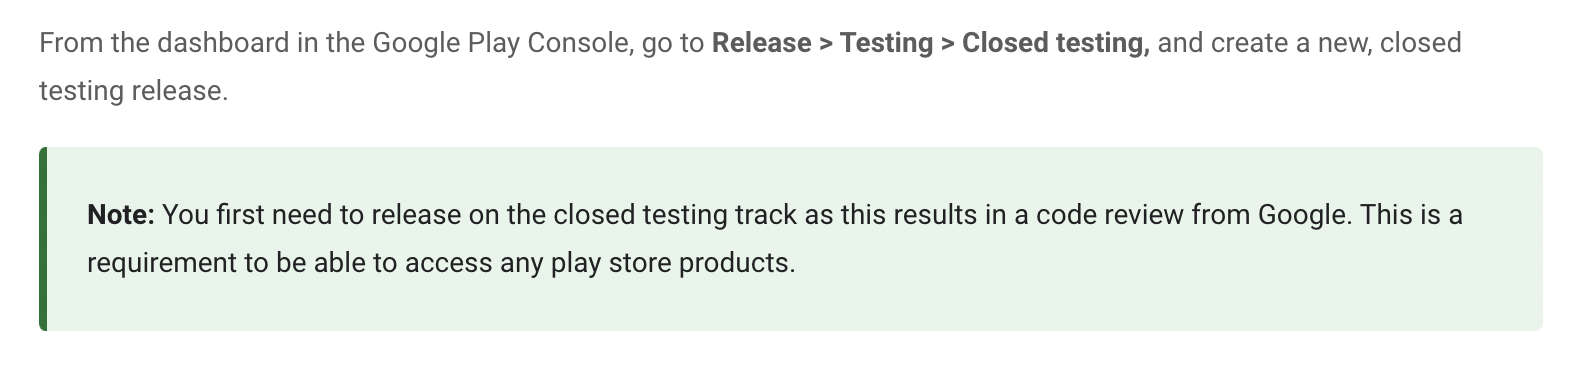 From the dashboard in the Google Play Console, go to Release > Testing > Closed testing, and create a new, closed
testing release.
Note: You first need to release on the closed testing track as this results in a code review from Google. This is a
requirement to be able to access any play store products.